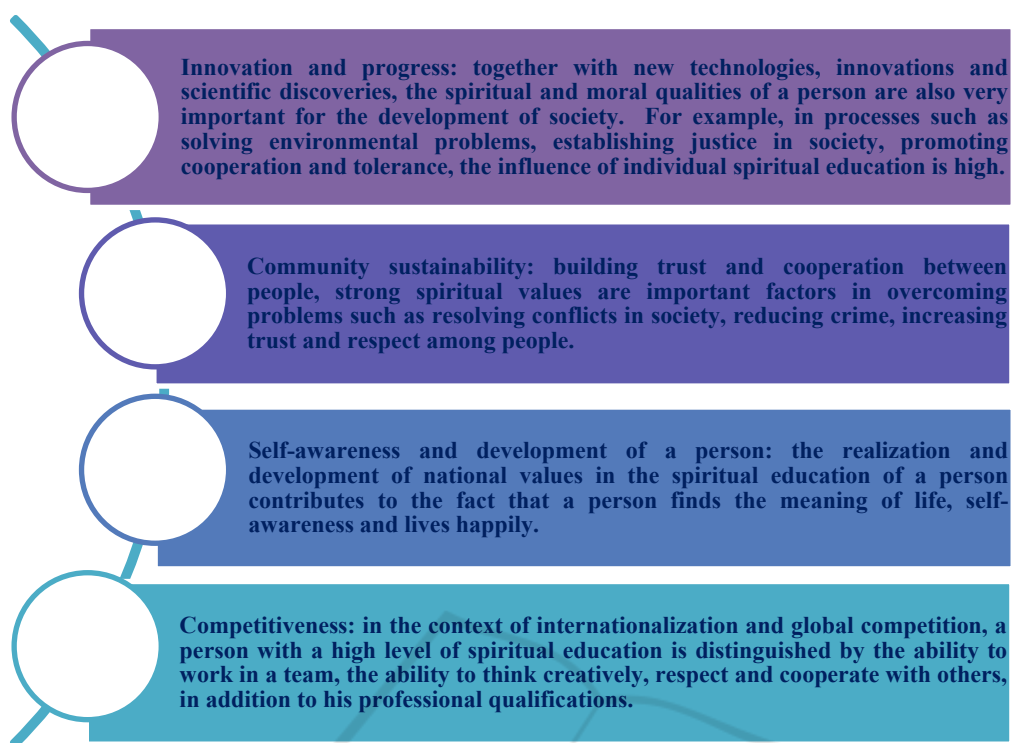 Innovation and progress: together with new technologies, innovations and
scientific discoveries, the spiritual and moral qualities of a person are also very
important for the development of society. For example, in processes such as
solving environmental problems, establishing justice in society, promoting
cooperation and tolerance, the influence of individual spiritual education is high.
Community sustainability: building trust and cooperation between
people, strong spiritual values are important factors in overcoming
problems such as resolving conflicts in society, reducing crime, increasing
trust and respect among people.
Self-awareness and development of a person: the realization and
development of national values in the spiritual education of a person
contributes to the fact that a person finds the meaning of life, self-
awareness and lives happily.
Competitiveness: in the context of internationalization and global competition, a
person with a high level of spiritual education is distinguished by the ability to
work in a team, the ability to think creatively, respect and cooperate with others,
in addition to his professional qualifications.